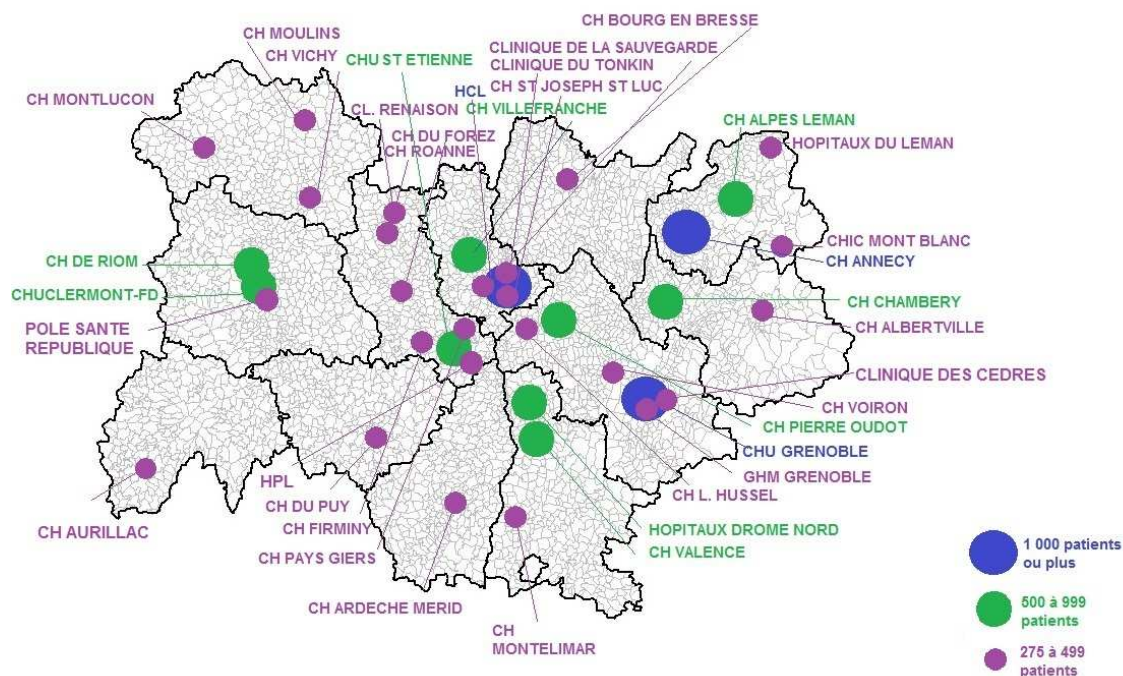 CH BOURG EN BRESSE
CH MOULINS
CLINIQUE DE LA SAUVEGARDE
CH VICHY
CHU ST ETIENNE
CLINIQUE DU TONKIN
HCL
CH ST JOSEPH ST LUC
CH MONTLUCON
CL. RENAISON
CH VILLEFRANCHE
CH ALPES LEMAN
CH DU FOREZ
HOPITAUX DU LEMAN
CH ROANNE
CHIC MONT BLANC
CH DE RIOM
CH ANNECY
CHUCLERMONT-FD
CH CHAMBERY
POLE SANTE
REPUBLIQUE
CH ALBERTVILLE
CLINIQUE DES CEDRES
CH VOIRON
CH PIERRE OUDOT
CHU GRENOBLE
HPL
GHM GRENOBLE
CH DU PUY
CH L. HUSSEL
CH AURILLAC
CH FIRMINY
HOPITAUX DROME NORD
CH PAYS GIERS
CH VALENCE
CH ARDECHE MERID
CH
MONTELIMAR
1 000 patients
ou plus
500 à 999
patients
275 à 499
patients